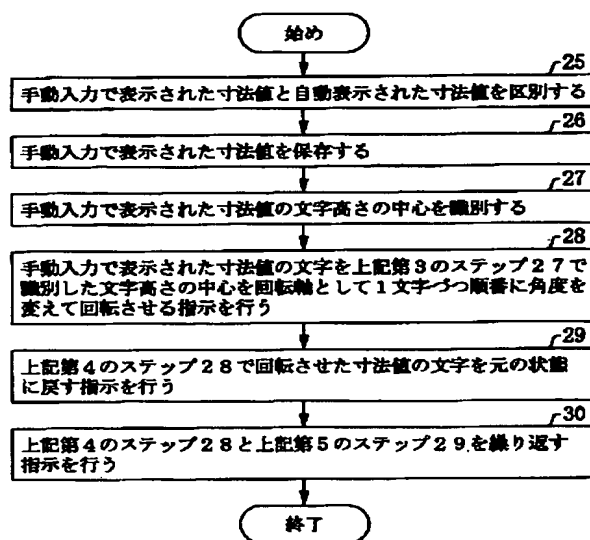 始め
25
手動入力で表示された寸法値と自動表示された寸法値を区別する
26
手動入力で表示された寸法値を保存する
27
手動入力で表示された寸法値の文字高さの中心を識別する
28
手動入力で表示された寸法値の文字を上記第3のステップ27で
識別した文字高さの中心を回転軸として1文字づつ順番に角度を
変えて回転させる指示を行う
29
上記第4のステップ28で回転させた寸法値の文字を元の状態
に戻す指示を行う
30
上記第4のステップ28と上記第5のステップ29を繰り返す
指示を行う
終了